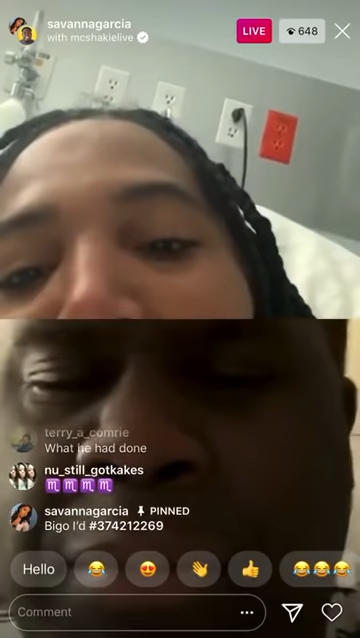 savannagarcia
with mcshakielive
LIVE
648
terry_a_comrie
What he had done
nu_still_gotkakes
♏♏♏♏
savannagarcia PINNED
Bigo I'd #374212269
Hello
Comment